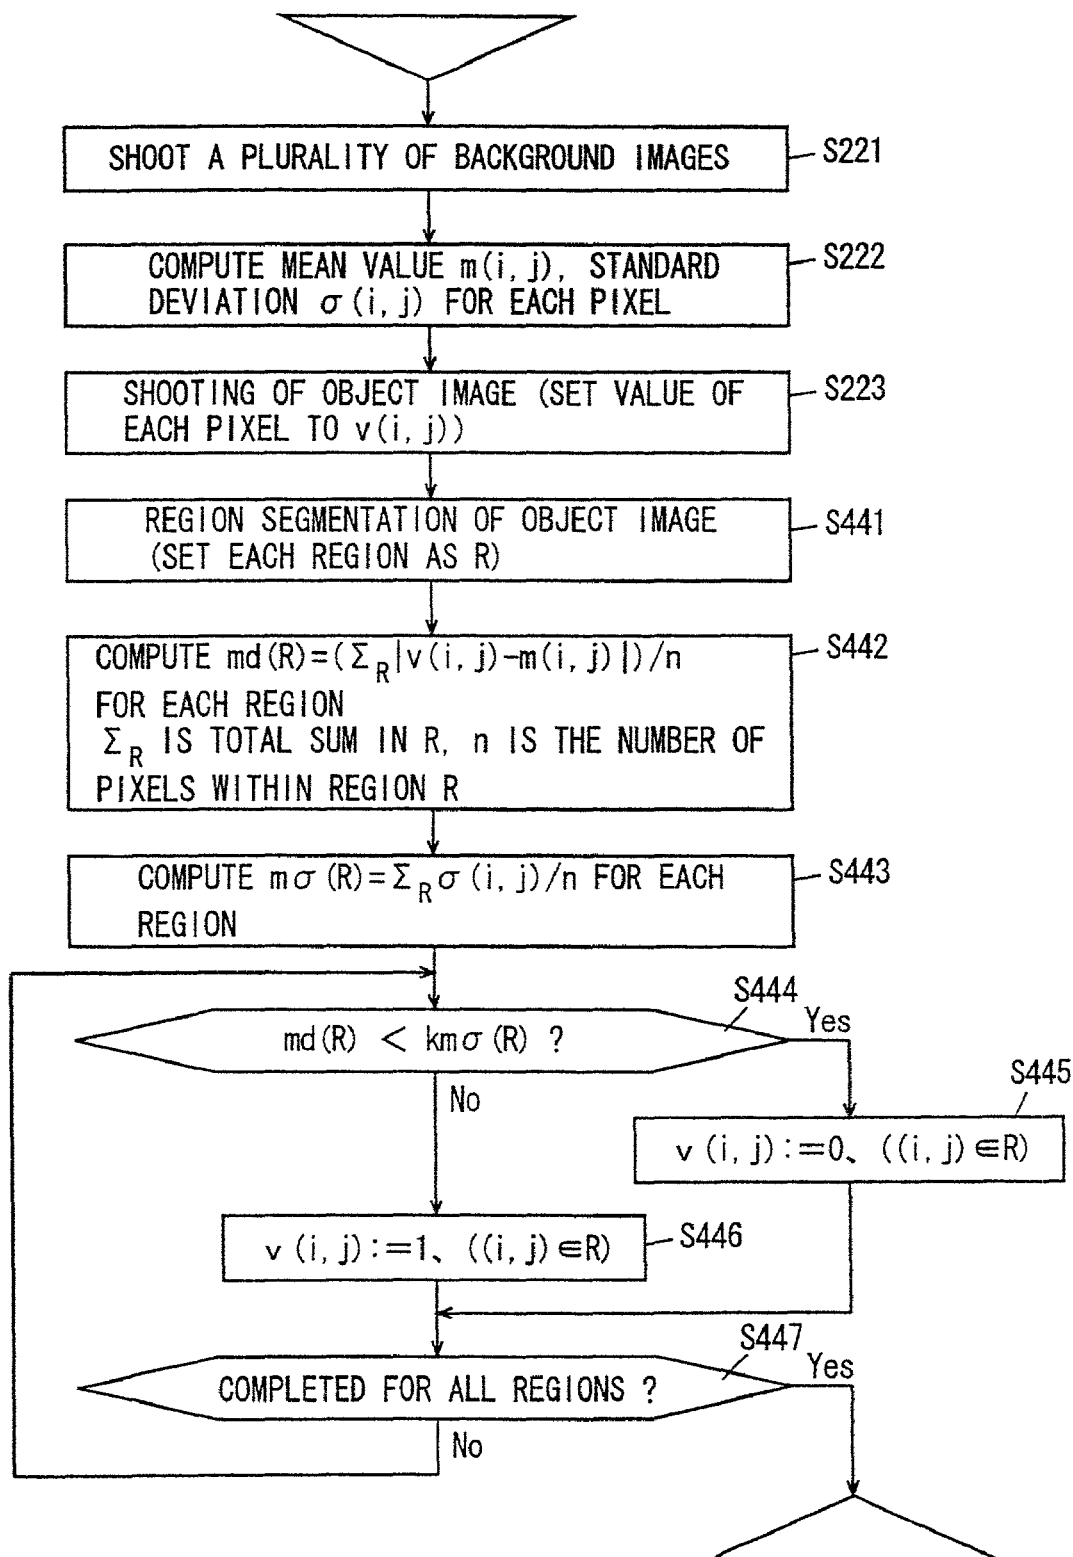 SHOOT A PLURALITY OF BACKGROUND IMAGES
S221
COMPUTE MEAN VALUE m(i, j), STANDARD
DEVIATION σ(i, j) FOR EACH PIXEL
S222
SHOOTING OF OBJECT IMAGE (SET VALUE OF
EACH PIXEL TO v(i, j))
S223
REGION SEGMENTATION OF OBJECT IMAGE
(SET EACH REGION AS R)
S441
COMPUTE md(R)=(Σ_R|v(i, j)-m(i, j)|)/n
FOR EACH REGION
Σ_R IS TOTAL SUM IN R, n IS THE NUMBER OF
PIXELS WITHIN REGION R
S442
COMPUTE mσ(R)=Σ_Rσ(i, j)/n FOR EACH
REGION
S443
S444
md(R) < kmσ(R) ?
Yes
No
S445
v(i, j):=0、((i, j)∈R)
v(i, j):=1、((i, j)∈R)
S446
S447
COMPLETED FOR ALL REGIONS ?
Yes
No